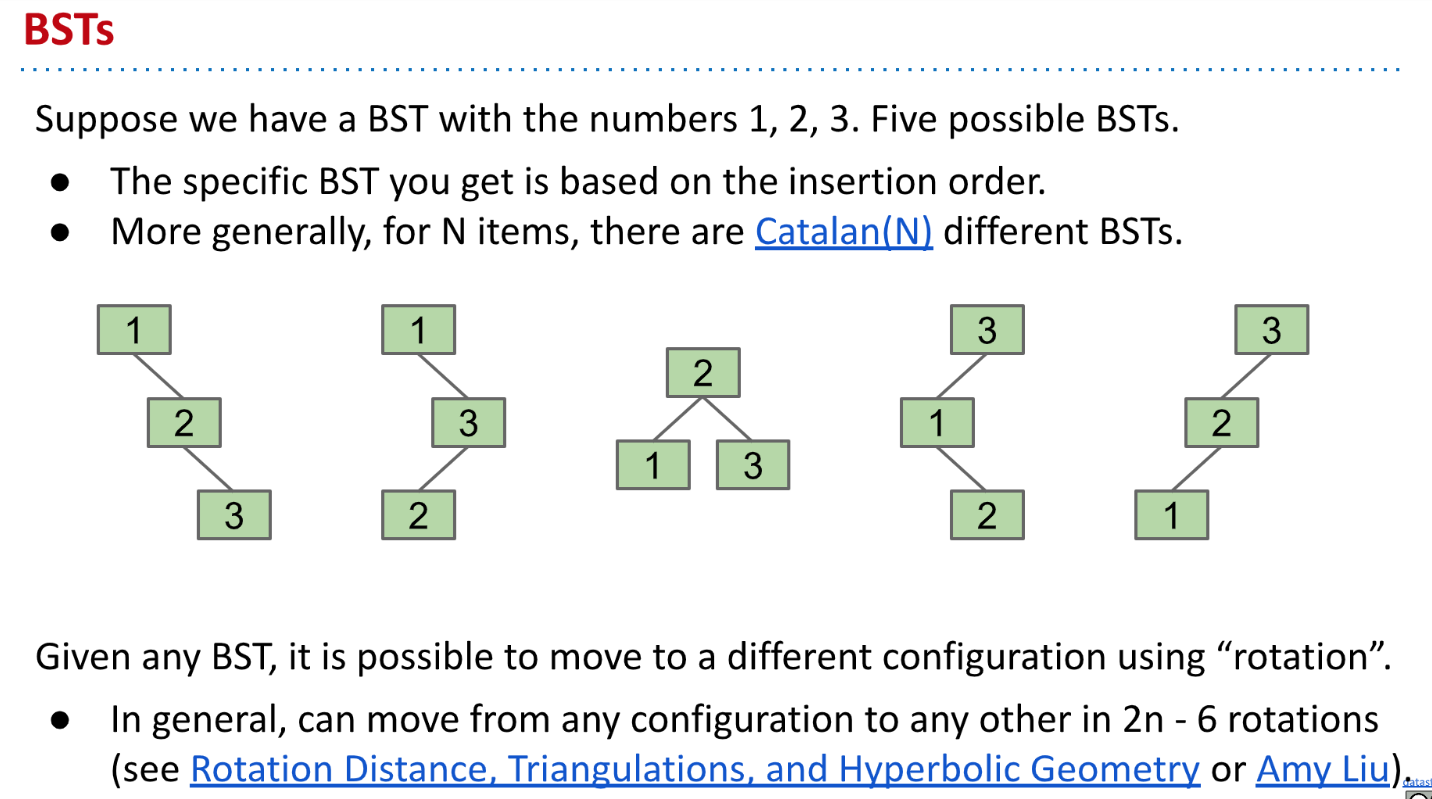 BSTs
Suppose we have a BST with the numbers 1, 2, 3. Five possible BSTs.
● The specific BST you get is based on the insertion order.
● More generally, for N items, there are Catalan(N) different BSTs.
1 1 3 3
2
2 3 1 2
1 3
3 2 2 1
Given any BST, it is possible to move to a different configuration using “rotation”.
● In general, can move from any configuration to any other in 2n - 6 rotations
(see Rotation Distance, Triangulations, and Hyperbolic Geometry or Amy Liu).